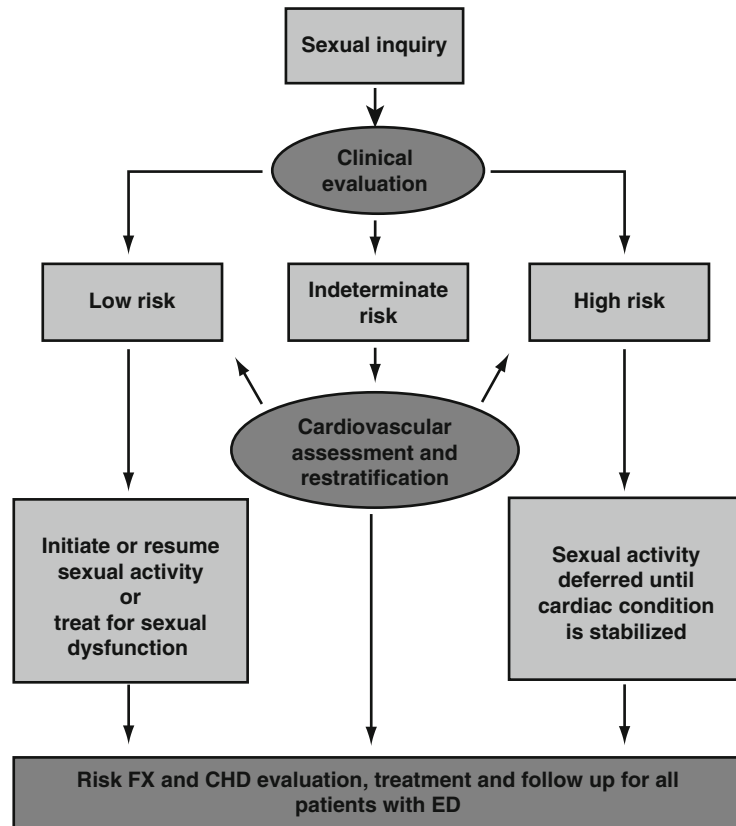 Sexual inquiry
Clinical
evaluation
Low risk
Indeterminate
risk
High risk
Cardiovascular
assessment and
restratification
Initiate or resume
sexual activity
or
treat for sexual
dysfunction
Sexual activity
deferred until
cardiac condition
is stabilized
Risk FX and CHD evaluation, treatment and follow up for all
patients with ED